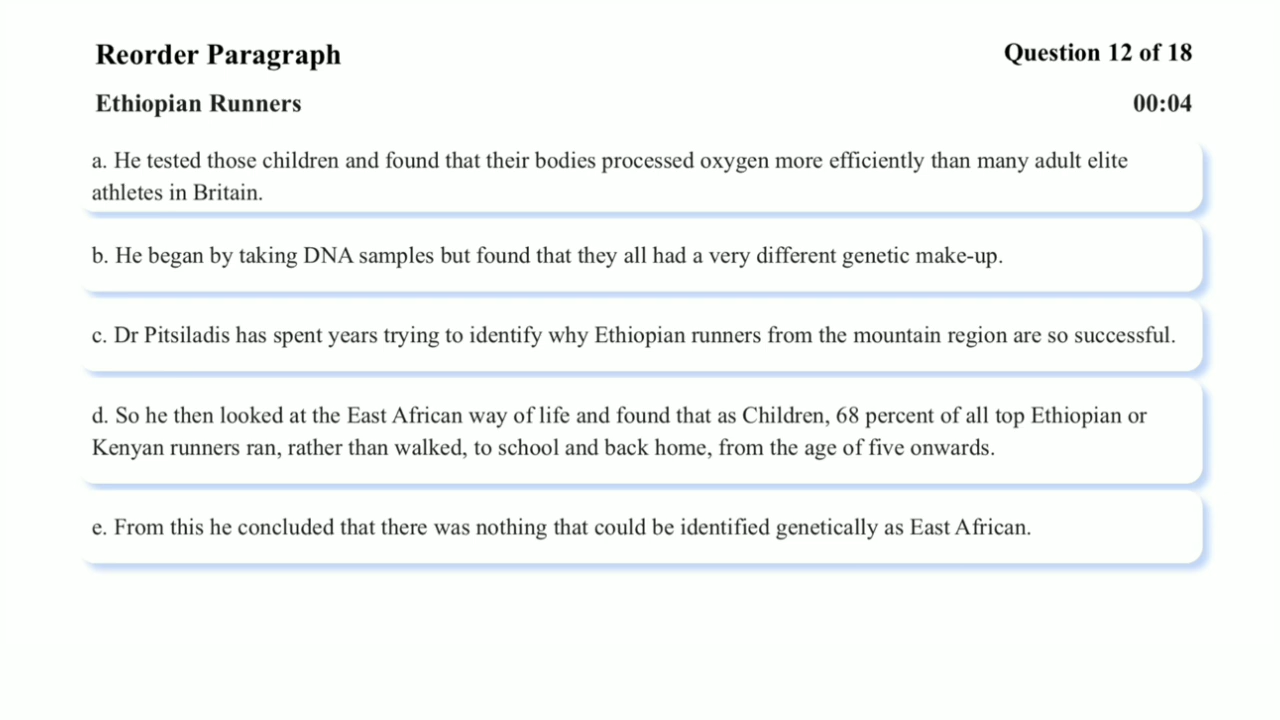 Reorder Paragraph
Question 12 of 18
Ethiopian Runners
00:04
a. He tested those children and found that their bodies processed oxygen more efficiently than many adult elite
athletes in Britain.
b. He began by taking DNA samples but found that they all had a very different genetic make-up.
c. Dr Pitsiladis has spent years trying to identify why Ethiopian runners from the mountain region are so successful.
d. So he then looked at the East African way of life and found that as Children, 68 percent of all top Ethiopian or
Kenyan runners ran, rather than walked, to school and back home, from the age of five onwards.
e. From this he concluded that there was nothing that could be identified genetically as East African.